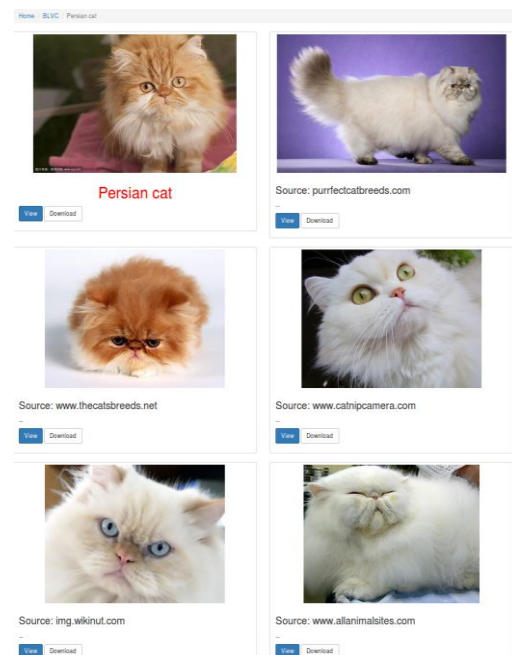 Home / BLVC / Persian cat
Persian cat
View Download
Source: purrfectcatbreeds.com
...
View Download
Source: www.thecatsbreeds.net
...
View Download
Source: www.catnipcamera.com
...
View Download
Source: img.wikinut.com
...
View Download
Source: www.allanimalsites.com
...
View Download